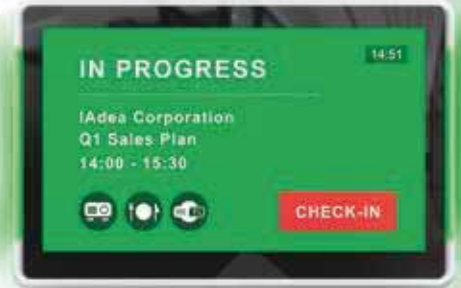 IN PROGRESS
14:51
IAdea Corporation
Q1 Sales Plan
14:00 - 15:30
CHECK-IN